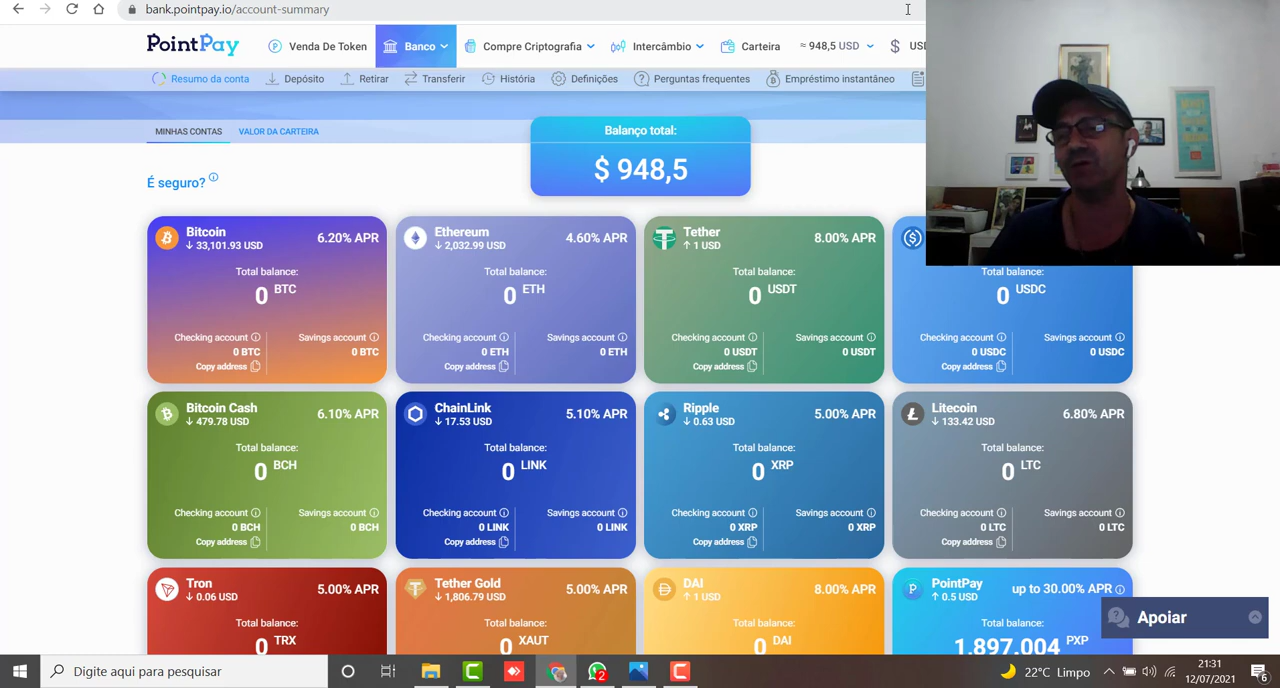 bank.pointpay.io/account-summary
PointPay
Venda De Token
Banco
Compre Criptografia
Intercâmbio
Carteira
≈ 948,5 USD
$ USD
Resumo da conta
Depósito
Retirar
Transferir
História
Definições
Perguntas frequentes
Empréstimo instantâneo
MINHAS CONTAS
VALOR DA CARTEIRA
Balanço total:
$ 948,5
É seguro?
Bitcoin
↓ 33,101.93 USD
6.20% APR
Total balance:
0 BTC
Checking account
0 BTC
Copy address
Savings account
0 BTC
Ethereum
↓ 2,032.99 USD
4.60% APR
Total balance:
0 ETH
Checking account
0 ETH
Copy address
Savings account
0 ETH
Tether
↑ 1 USD
8.00% APR
Total balance:
0 USDT
Checking account
0 USDT
Copy address
Savings account
0 USDT
Total balance:
0 USDC
Checking account
0 USDC
Copy address
Savings account
0 USDC
Bitcoin Cash
↓ 479.78 USD
6.10% APR
Total balance:
0 BCH
Checking account
0 BCH
Copy address
Savings account
0 BCH
ChainLink
↓ 17.53 USD
5.10% APR
Total balance:
0 LINK
Checking account
0 LINK
Copy address
Savings account
0 LINK
Ripple
↓ 0.63 USD
5.00% APR
Total balance:
0 XRP
Checking account
0 XRP
Copy address
Savings account
0 XRP
Litecoin
↓ 133.42 USD
6.80% APR
Total balance:
0 LTC
Checking account
0 LTC
Copy address
Savings account
0 LTC
Tron
↓ 0.06 USD
5.00% APR
Total balance:
0 TRX
Tether Gold
↓ 1,806.79 USD
5.00% APR
Total balance:
0 XAUT
DAI
↑ 1 USD
8.00% APR
Total balance:
0 DAI
PointPay
↑ 0.5 USD
up to 30.00% APR
Total balance:
1,897.004 PXP
Apoiar
Digite aqui para pesquisar
2
22°C Limpo
21:31
12/07/2021
6